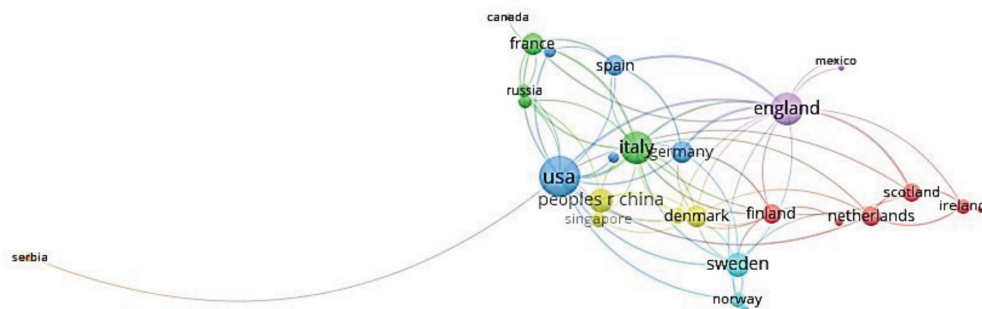 canada
france
spain
mexico
russia
england
italy
germany
usa
peoples r china
scotland
singapore
denmark
finland
netherlands
ireland
serbia
sweden
norway